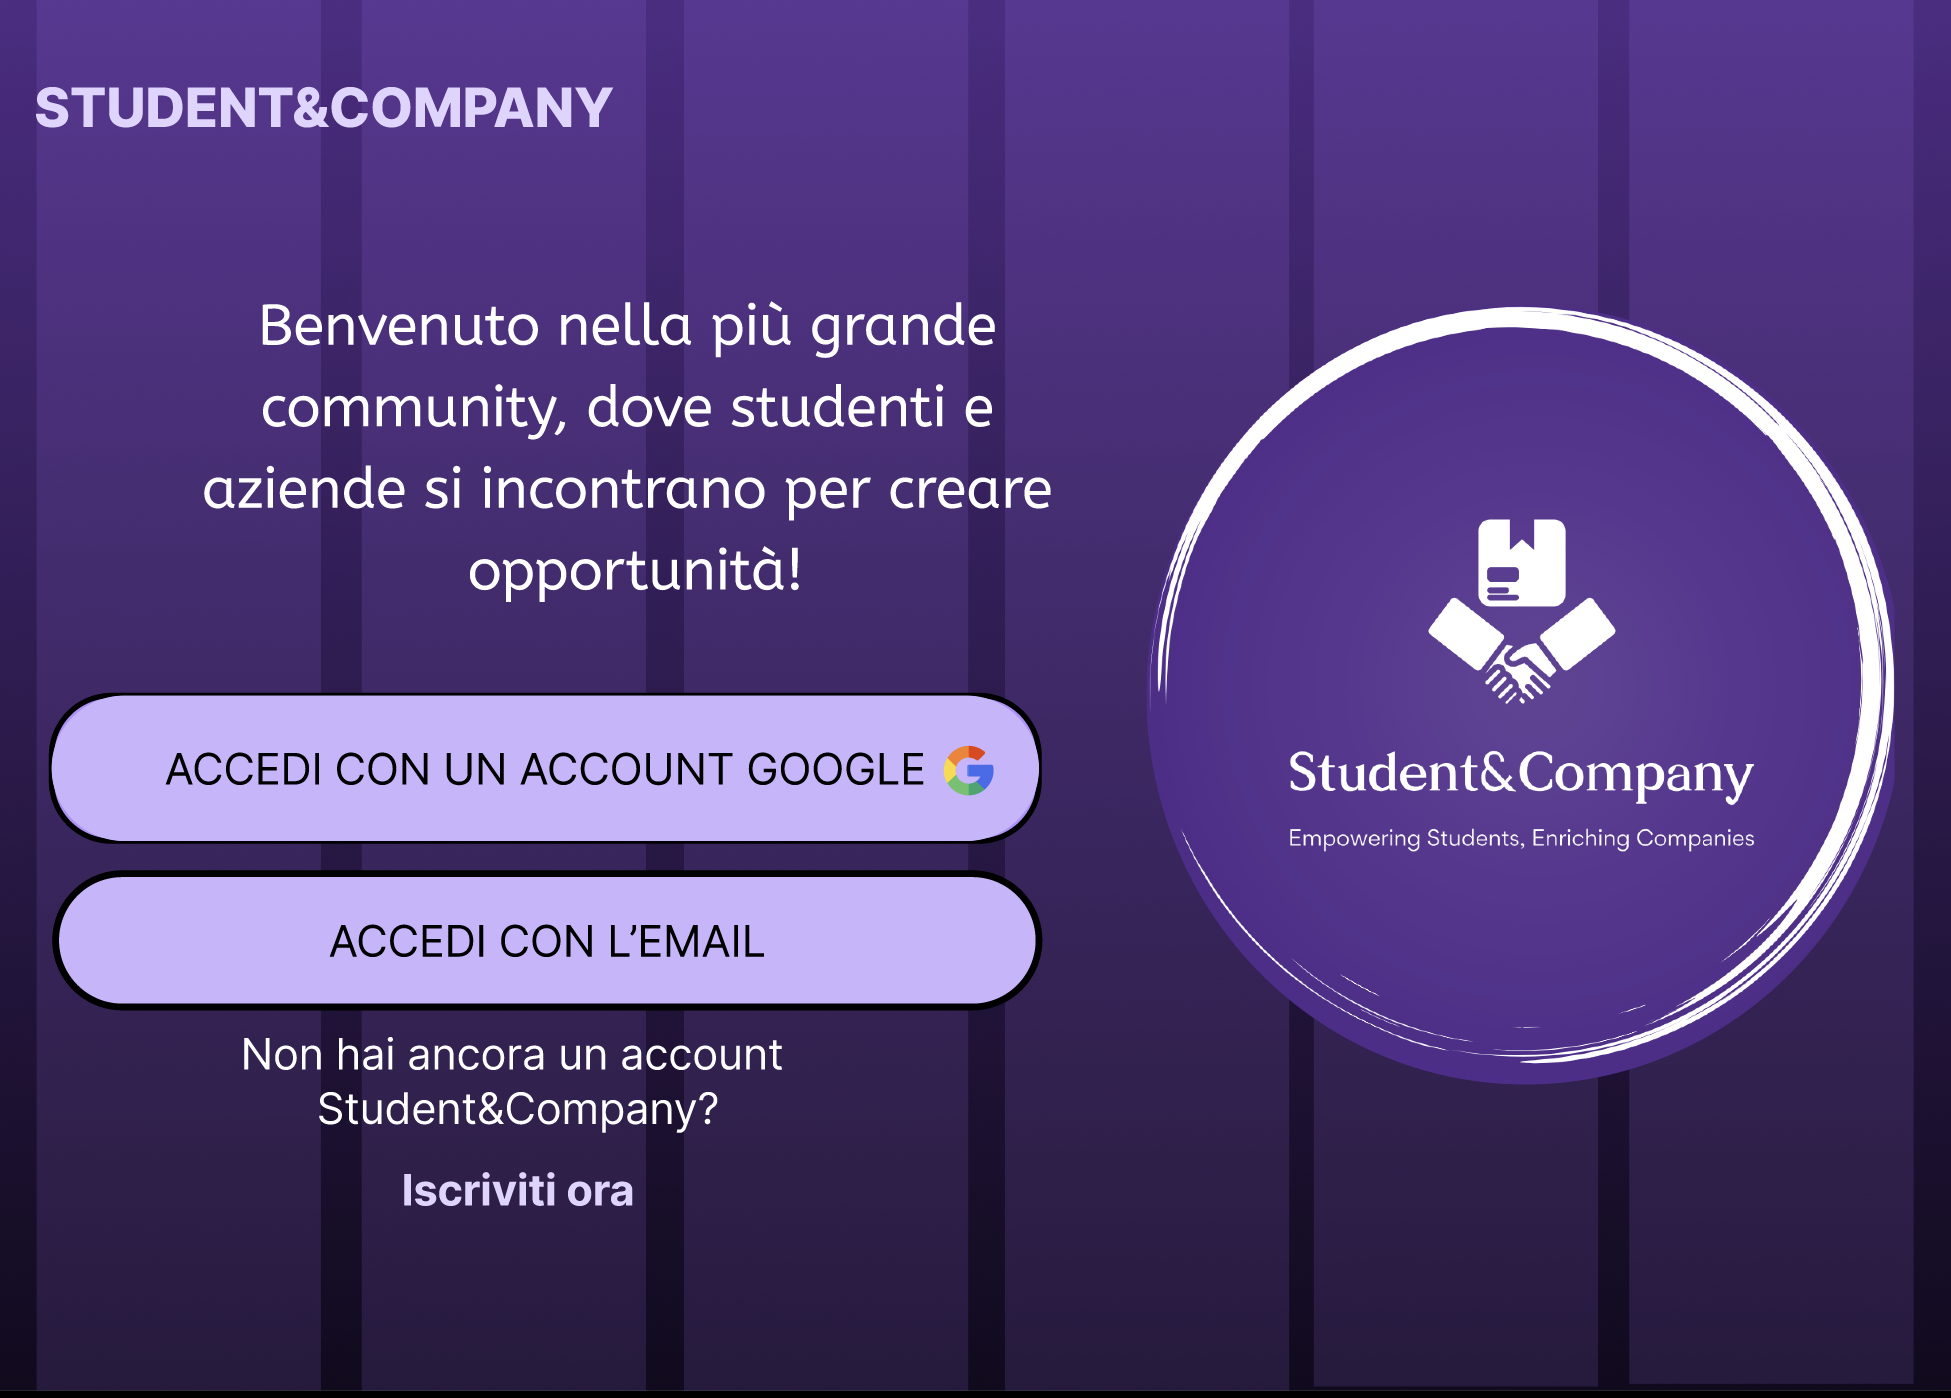 STUDENT&COMPANY
Benvenuto nella più grande
community, dove studenti e
aziende si incontrano per creare
opportunità!
ACCEDI CON UN ACCOUNT GOOGLE
ACCEDI CON L’EMAIL
Non hai ancora un account
Student&Company?
Iscriviti ora
Student&Company
Empowering Students, Enriching Companies